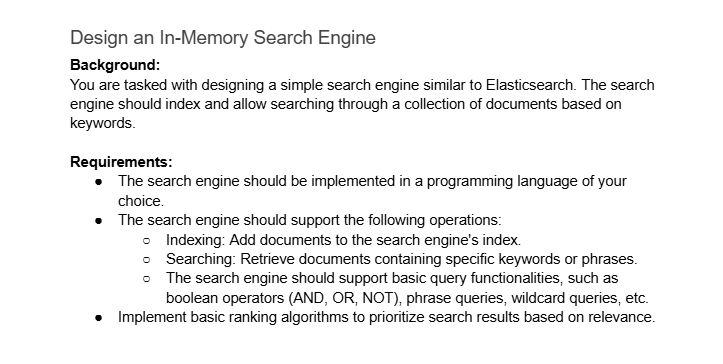 Design an In-Memory Search Engine
Background:
You are tasked with designing a simple search engine similar to Elasticsearch. The search
engine should index and allow searching through a collection of documents based on
keywords.
Requirements:
● The search engine should be implemented in a programming language of your
choice.
● The search engine should support the following operations:
○ Indexing: Add documents to the search engine's index.
○ Searching: Retrieve documents containing specific keywords or phrases.
○ The search engine should support basic query functionalities, such as
boolean operators (AND, OR, NOT), phrase queries, wildcard queries, etc.
● Implement basic ranking algorithms to prioritize search results based on relevance.